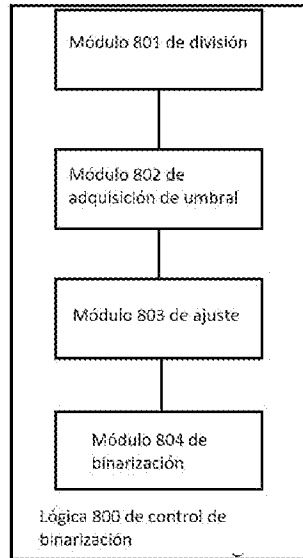 Módulo 801 de división
Módulo 802 de
adquisición de umbral
Módulo 803 de ajuste
Módulo 804 de
binarización
Lógica 800 de control de
binarización